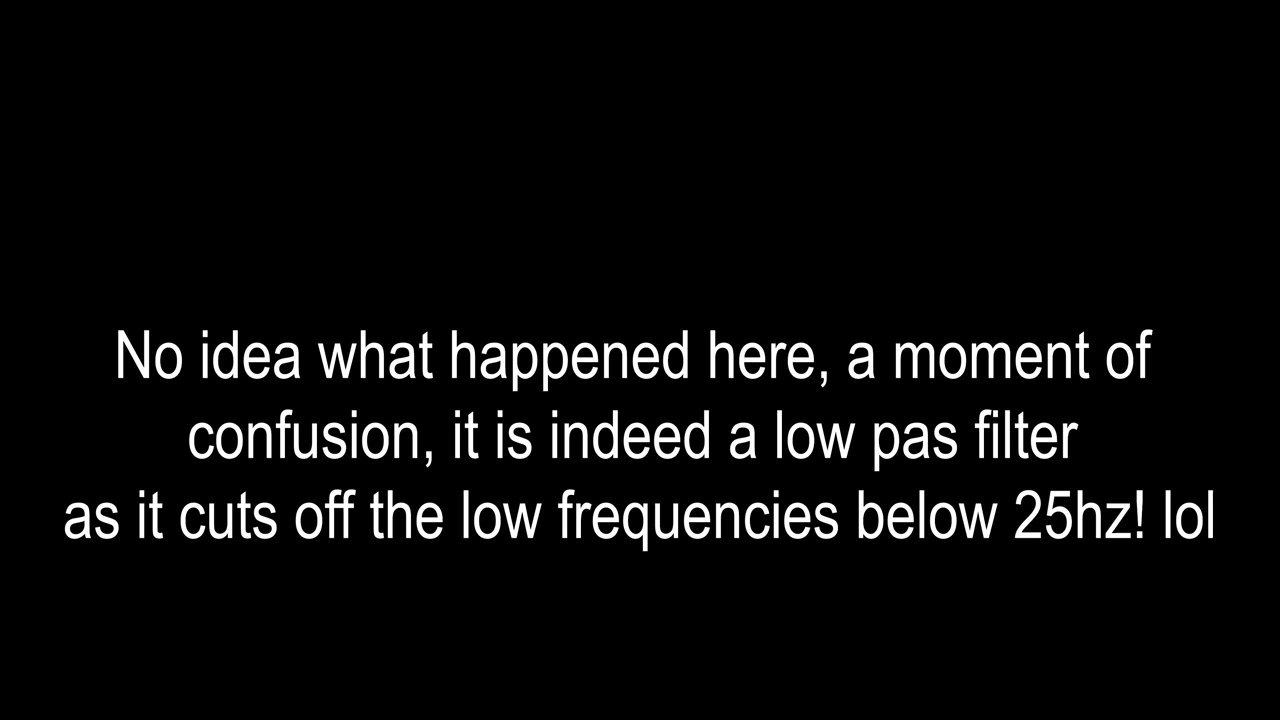 No idea what happened here, a moment of
confusion, it is indeed a low pas filter
as it cuts off the low frequencies below 25hz! lol